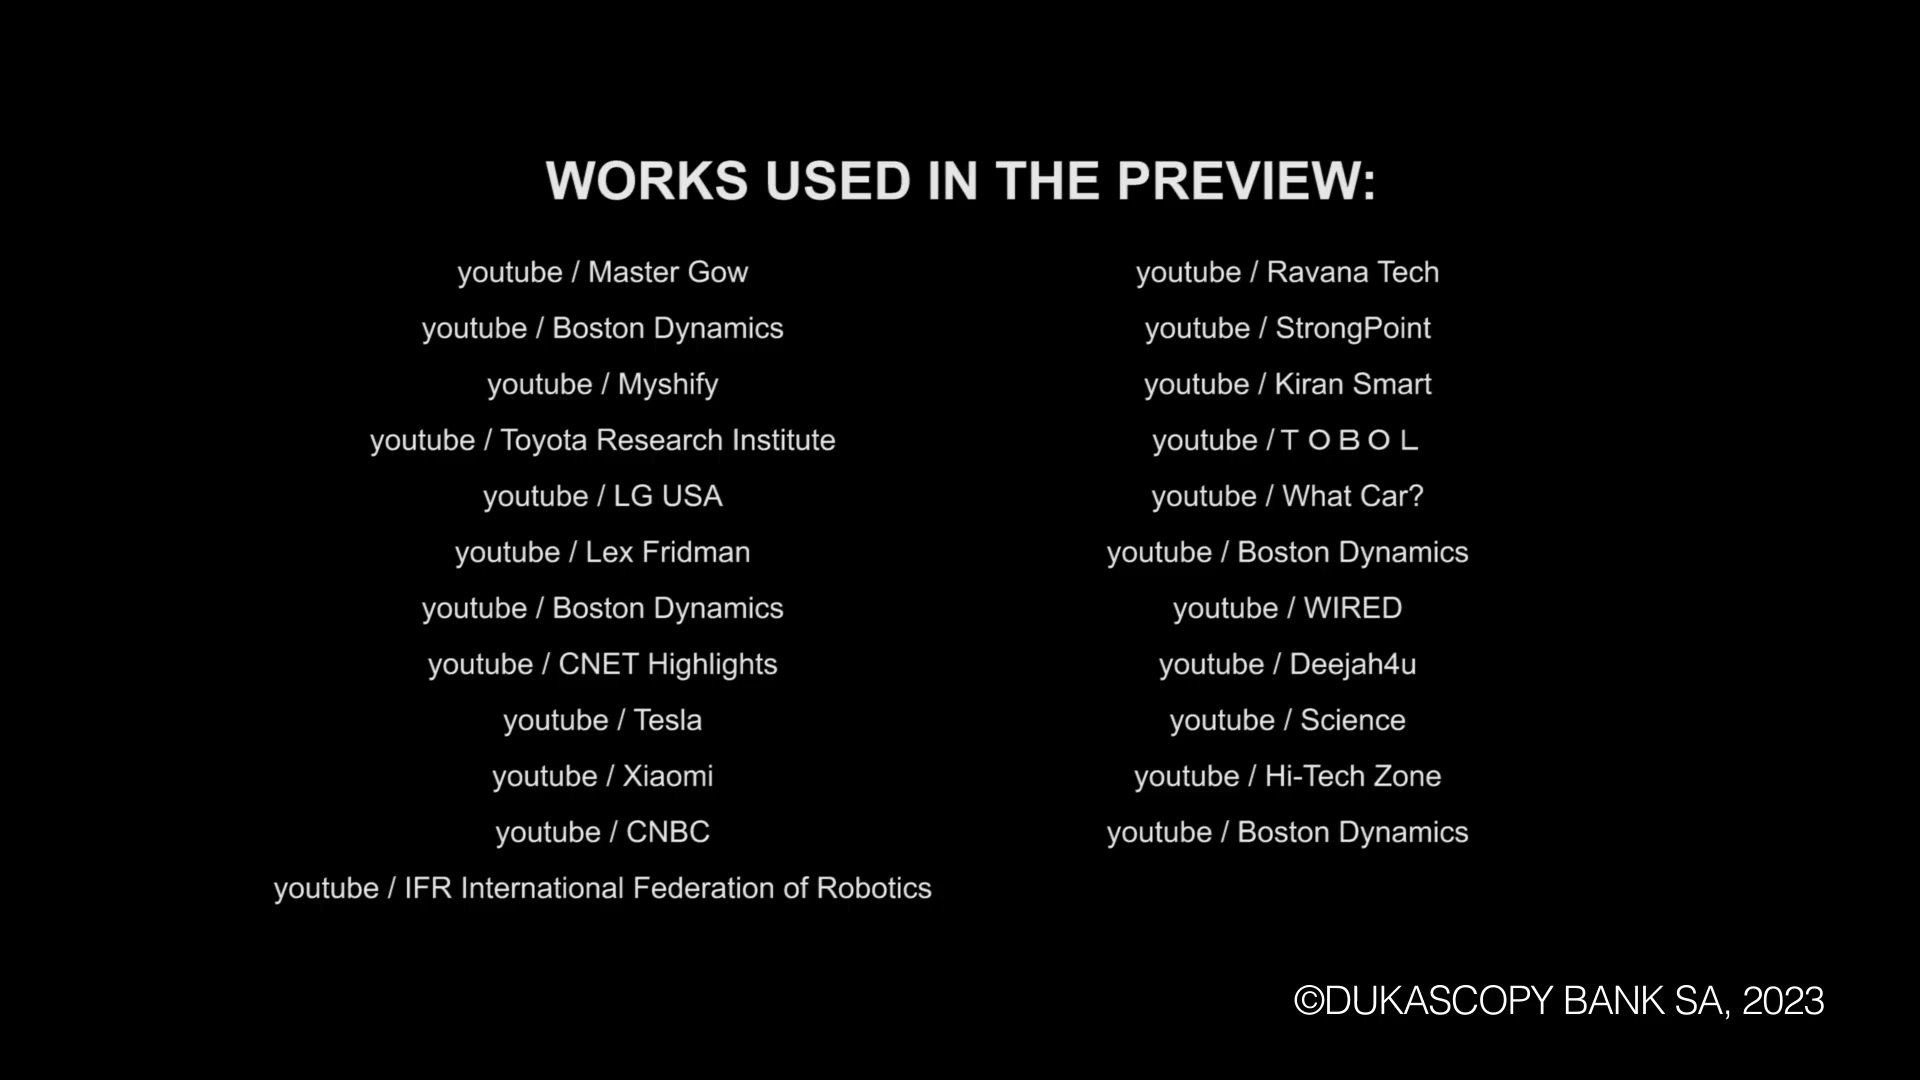 WORKS USED IN THE PREVIEW:
youtube / Master Gow
youtube / Boston Dynamics
youtube / Myshify
youtube / Toyota Research Institute
youtube / LG USA
youtube / Lex Fridman
youtube / Boston Dynamics
youtube / CNET Highlights
youtube / Tesla
youtube / Xiaomi
youtube / CNBC
youtube / IFR International Federation of Robotics
youtube / Ravana Tech
youtube / StrongPoint
youtube / Kiran Smart
youtube / T O B O L
youtube / What Car?
youtube / Boston Dynamics
youtube / WIRED
youtube / Deejah4u
youtube / Science
youtube / Hi-Tech Zone
youtube / Boston Dynamics
©DUKASCOPY BANK SA, 2023